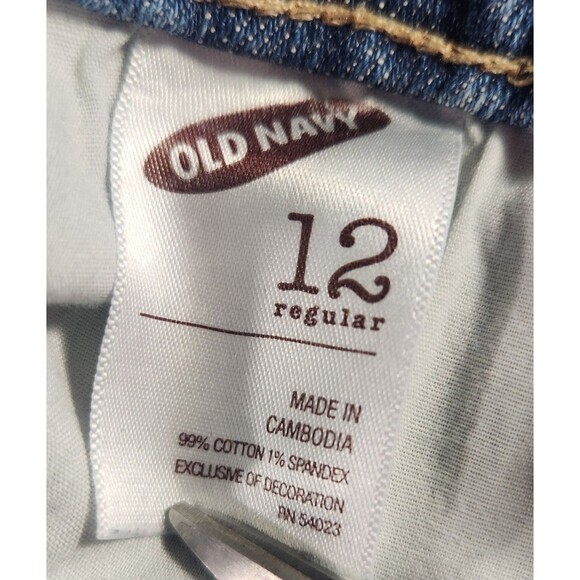 OLD NAVY
12
regular
MADE IN
CAMBODIA
99% COTTON 1% SPANDEX
EXCLUSIVE OF DECORATION
RN 54023